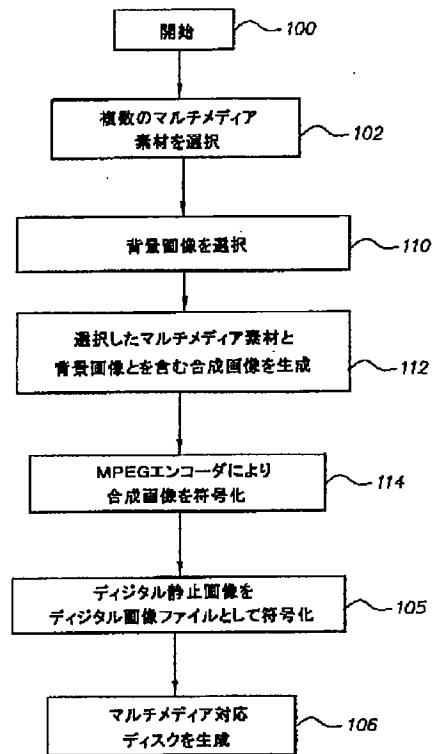 開始
100
複数のマルチメディア
素材を選択
102
背景画像を選択
110
選択したマルチメディア素材と
背景画像とを含む合成画像を生成
112
MPEGエンコーダにより
合成画像を符号化
114
ディジタル静止画像を
ディジタル画像ファイルとして符号化
105
マルチメディア対応
ディスクを生成
106